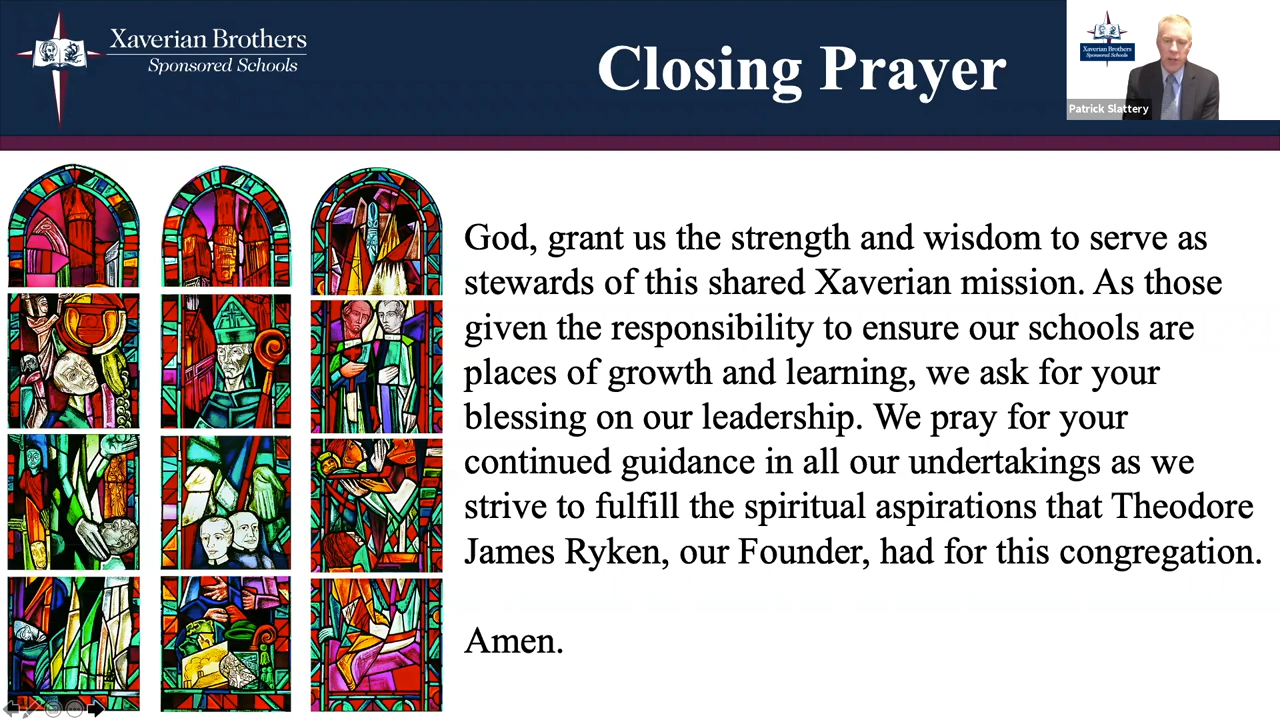 Xaverian Brothers
Sponsored Schools
Closing Prayer
Xaverian Brothers
Sponsored Schools
Patrick Slattery
God, grant us the strength and wisdom to serve as
stewards of this shared Xaverian mission. As those
given the responsibility to ensure our schools are
places of growth and learning, we ask for your
blessing on our leadership. We pray for your
continued guidance in all our undertakings as we
strive to fulfill the spiritual aspirations that Theodore
James Ryken, our Founder, had for this congregation.
Amen.